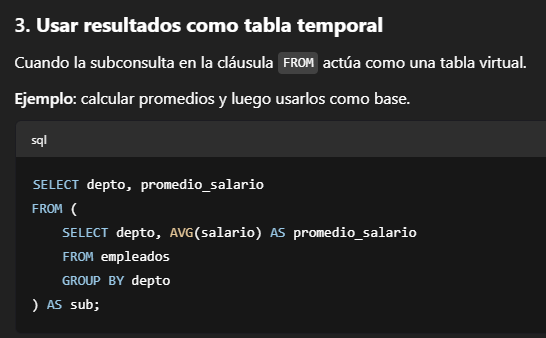 3. Usar resultados como tabla temporal
Cuando la subconsulta en la cláusula FROM actúa como una tabla virtual.
Ejemplo: calcular promedios y luego usarlos como base.
sql
SELECT depto, promedio_salario
FROM (
    SELECT depto, AVG(salario) AS promedio_salario
    FROM empleados
    GROUP BY depto
) AS sub;